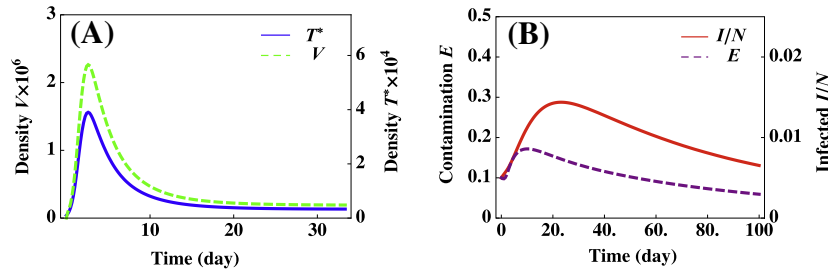 (A)
T*
V
3
2
1
0
6
4
2
0
10
20
30
Density V×10⁶
Density T*×10⁴
Time (day)
(B)
I/N
E
0.5
0.4
0.3
0.2
0.1
0
0.02
0.01
0
0
20.
40.
60.
80.
100
Contamination E
Infected I/N
Time (day)